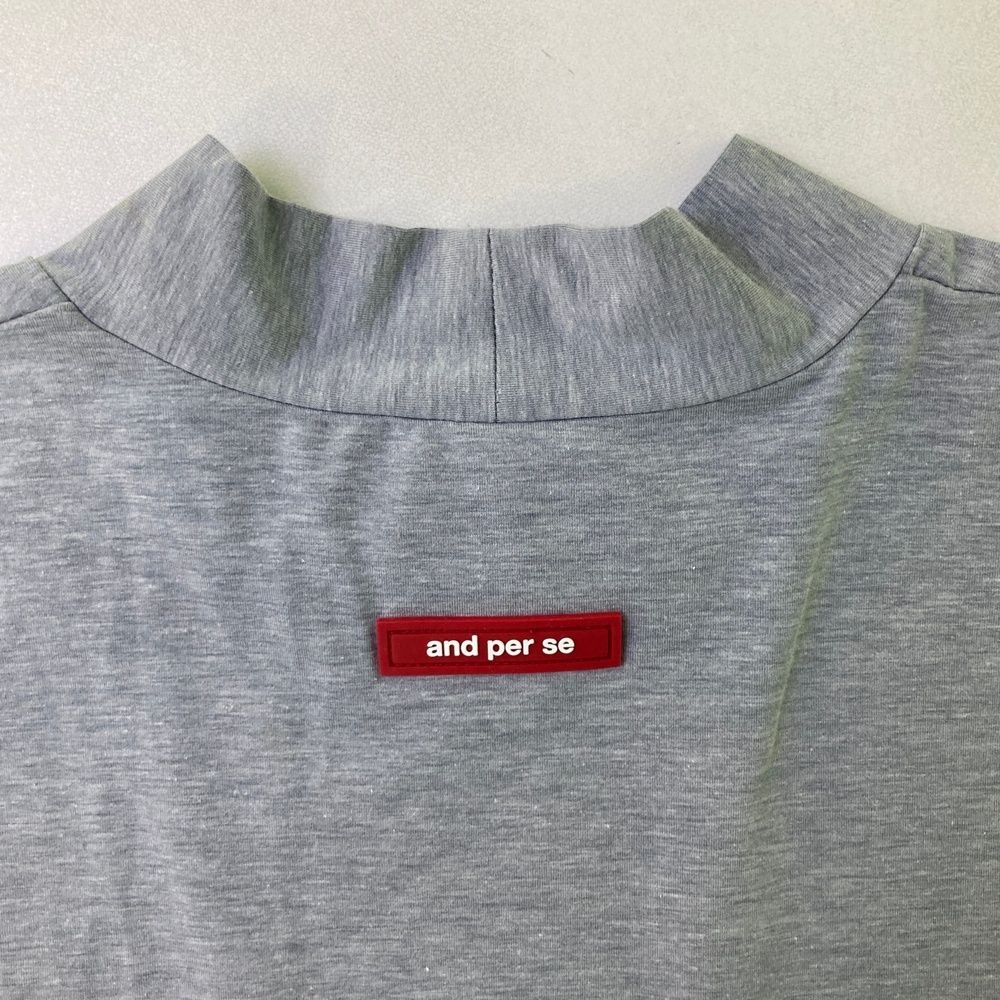 and per se